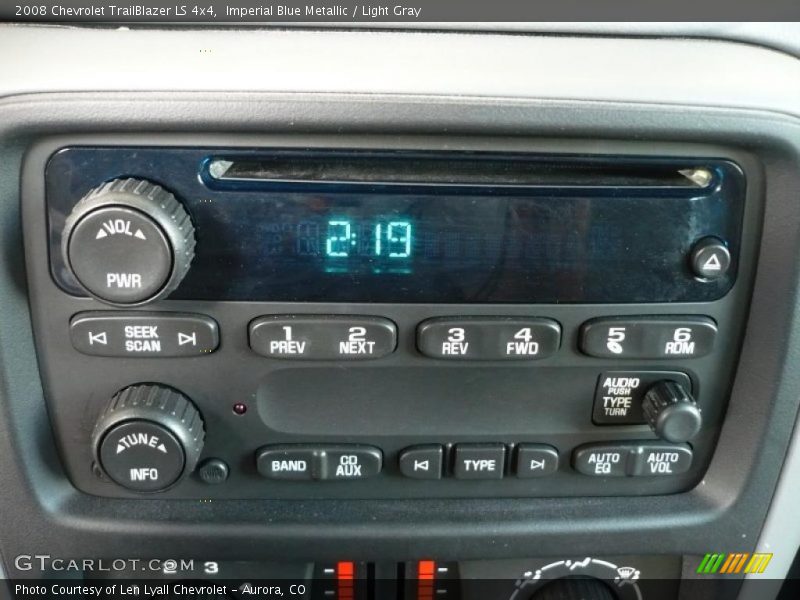 2008 Chevrolet TrailBlazer LS 4x4, Imperial Blue Metallic / Light Gray
VOL
PWR
2:19
SEEK
SCAN
1 PREV
2 NEXT
3 REV
4 FWD
5
6 RDM
AUDIO
PUSH
TYPE
TURN
TUNE
INFO
BAND
CD
AUX
TYPE
AUTO
EQ
AUTO
VOL
GTCARLOT.COM
2 3
Photo Courtesy of Len Lyall Chevrolet - Aurora, CO